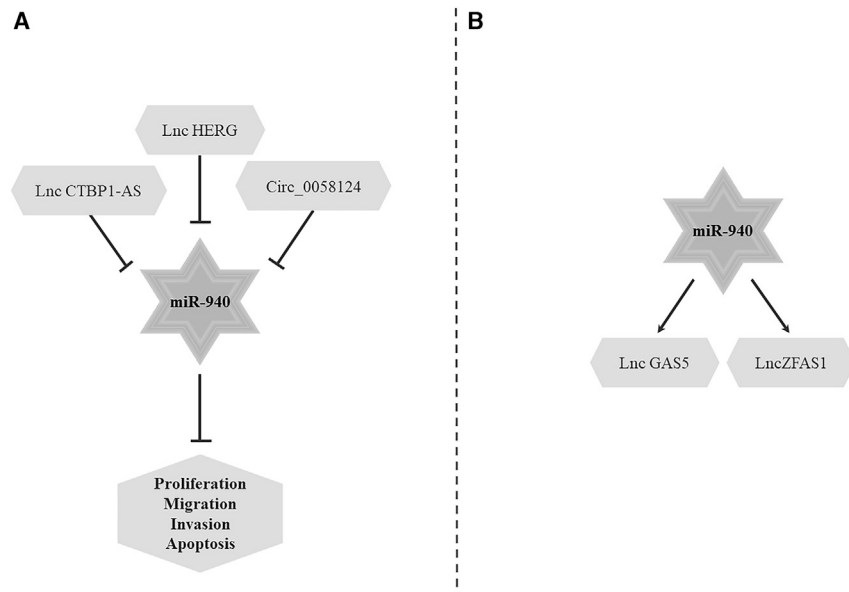 A
B
Lnc HERG
Lnc CTBP1-AS
Circ_0058124
miR-940
Proliferation
Migration
Invasion
Apoptosis
miR-940
Lnc GAS5
LncZFAS1